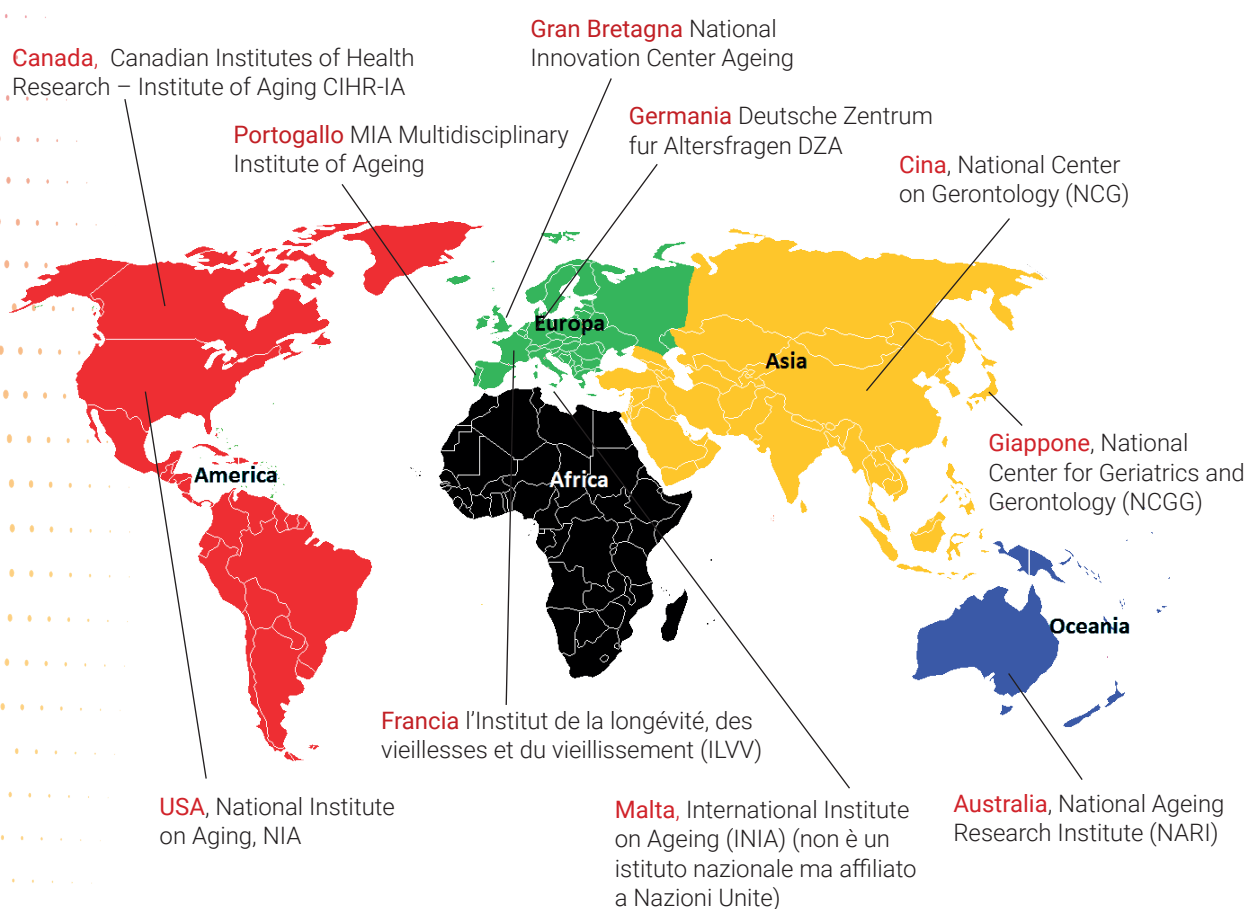 Gran Bretagna National
Innovation Center Ageing
Canada, Canadian Institutes of Health
Research – Institute of Aging CIHR-IA
Portogallo MIA Multidisciplinary
Institute of Ageing
Germania Deutsche Zentrum
fur Altersfragen DZA
Cina, National Center
on Gerontology (NCG)
Europa
Asia
America
Africa
Giappone, National
Center for Geriatrics and
Gerontology (NCGG)
Oceania
Francia l’Institut de la longévité, des
vieillesses et du vieillissement (ILVV)
USA, National Institute
on Aging, NIA
Malta, International Institute
on Ageing (INIA) (non è un
istituto nazionale ma affiliato
a Nazioni Unite)
Australia, National Ageing
Research Institute (NARI)